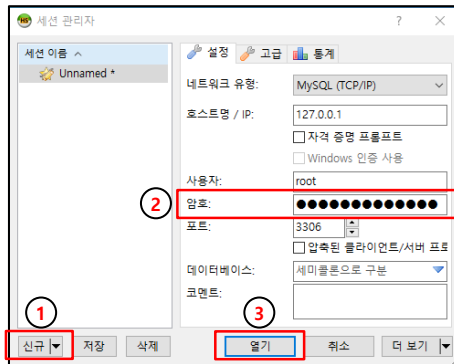 세션 관리자
세션 이름
Unnamed *
설정 고급 통계
네트워크 유형: MySQL (TCP/IP)
호스트명 / IP: 127.0.0.1
자격 증명 프롬프트
Windows 인증 사용
사용자: root
② 암호: ●●●●●●●●●●●●●
포트: 3306
압축된 클라이언트/서버 프로
데이터베이스: 세미콜론으로 구분
코멘트:
① ③
신규 저장 삭제 열기 취소 더 보기